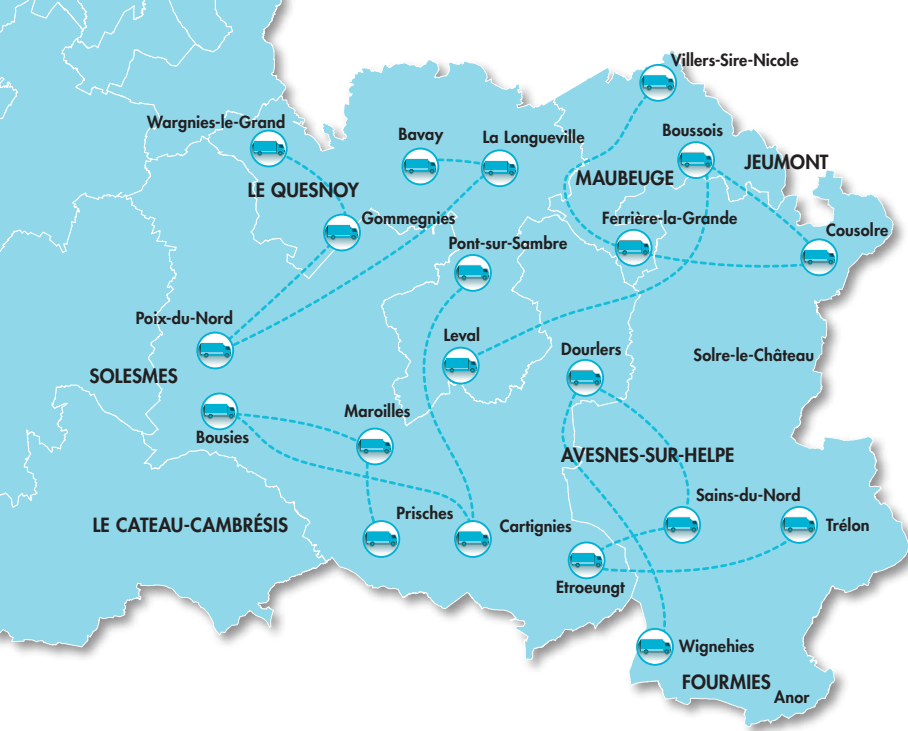 Villers-Sire-Nicole
Wargnies-le-Grand
Bavay
La Longueville
Boussois
JEUMONT
MAUBEUGE
LE QUESNOY
Gommegnies
Ferrière-la-Grande
Cousolre
Pont-sur-Sambre
Poix-du-Nord
Leval
Dourlers
Solre-le-Château
SOLESMES
Maroilles
Bousies
AVESNES-SUR-HELPE
Sains-du-Nord
Prisches
LE CATEAU-CAMBRÉSIS
Cartignies
Trélon
Etroeungt
Wignehies
FOURMIES
Anor